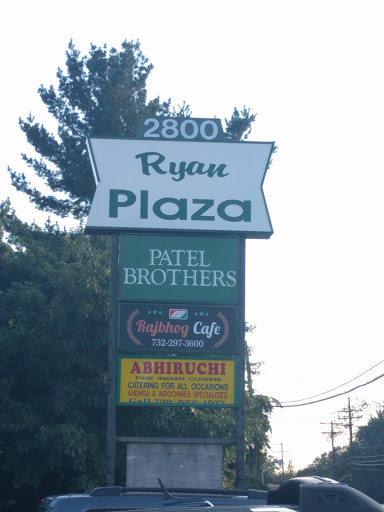 2800
Ryan
Plaza
PATEL
BROTHERS
Rajbhog Cafe
732-297-3600
ABHIRUCHI
FINE INDIAN CUISINE
CATERING FOR ALL OCCASIONS
ANDHRA & INDOCHINES SPECIALITIES
Call